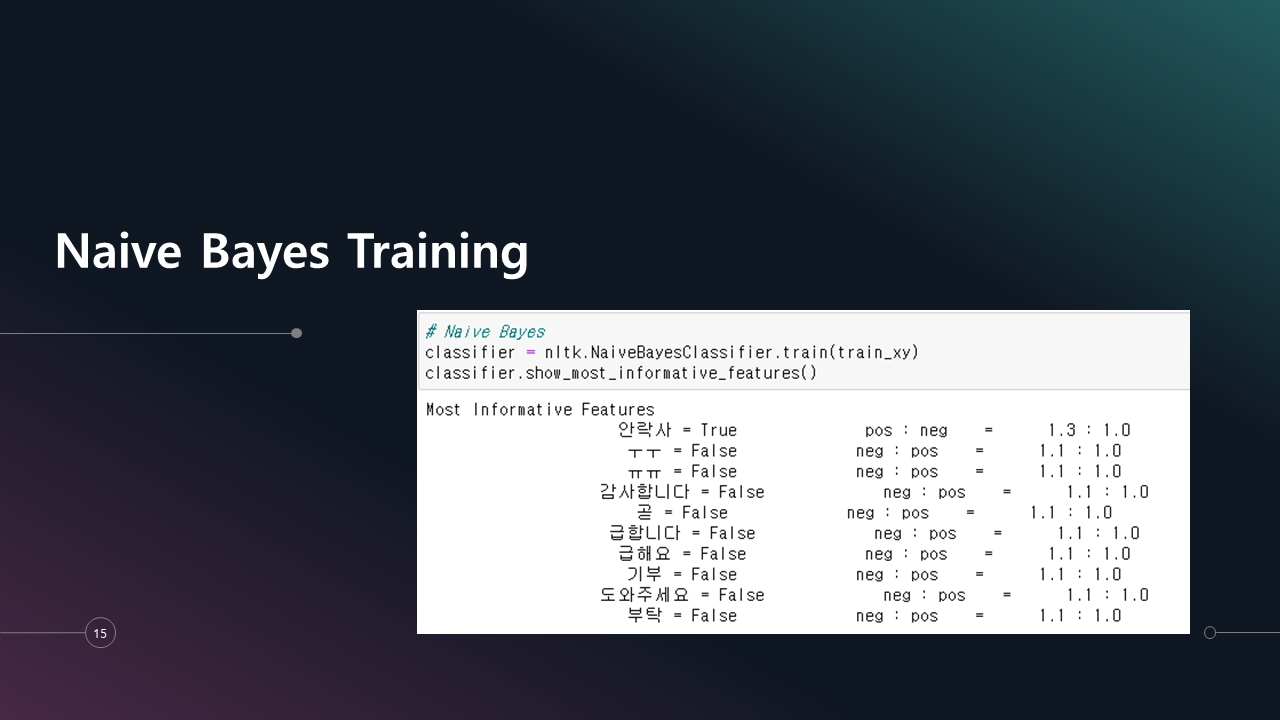 Naive Bayes Training
# Naive Bayes
classifier = nltk.NaiveBayesClassifier.train(train_xy)
classifier.show_most_informative_features()
Most Informative Features
안락사 = True pos : neg = 1.3 : 1.0
ㅜㅜ = False neg : pos = 1.1 : 1.0
ㅠㅠ = False neg : pos = 1.1 : 1.0
감사합니다 = False neg : pos = 1.1 : 1.0
곧 = False neg : pos = 1.1 : 1.0
급합니다 = False neg : pos = 1.1 : 1.0
급해요 = False neg : pos = 1.1 : 1.0
기부 = False neg : pos = 1.1 : 1.0
도와주세요 = False neg : pos = 1.1 : 1.0
부탁 = False neg : pos = 1.1 : 1.0
15